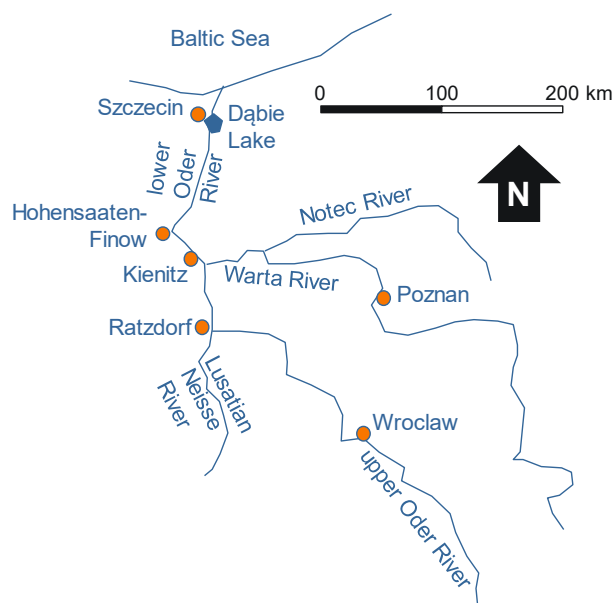 Baltic Sea
0 100 200 km
Szczecin
Dąbie
Lake
lower
Oder
River
N
Notec River
Hohensaaten-
Finow
Kienitz
Warta River
Poznan
Ratzdorf
Lusatian
Neisse
River
Wroclaw
upper Oder River